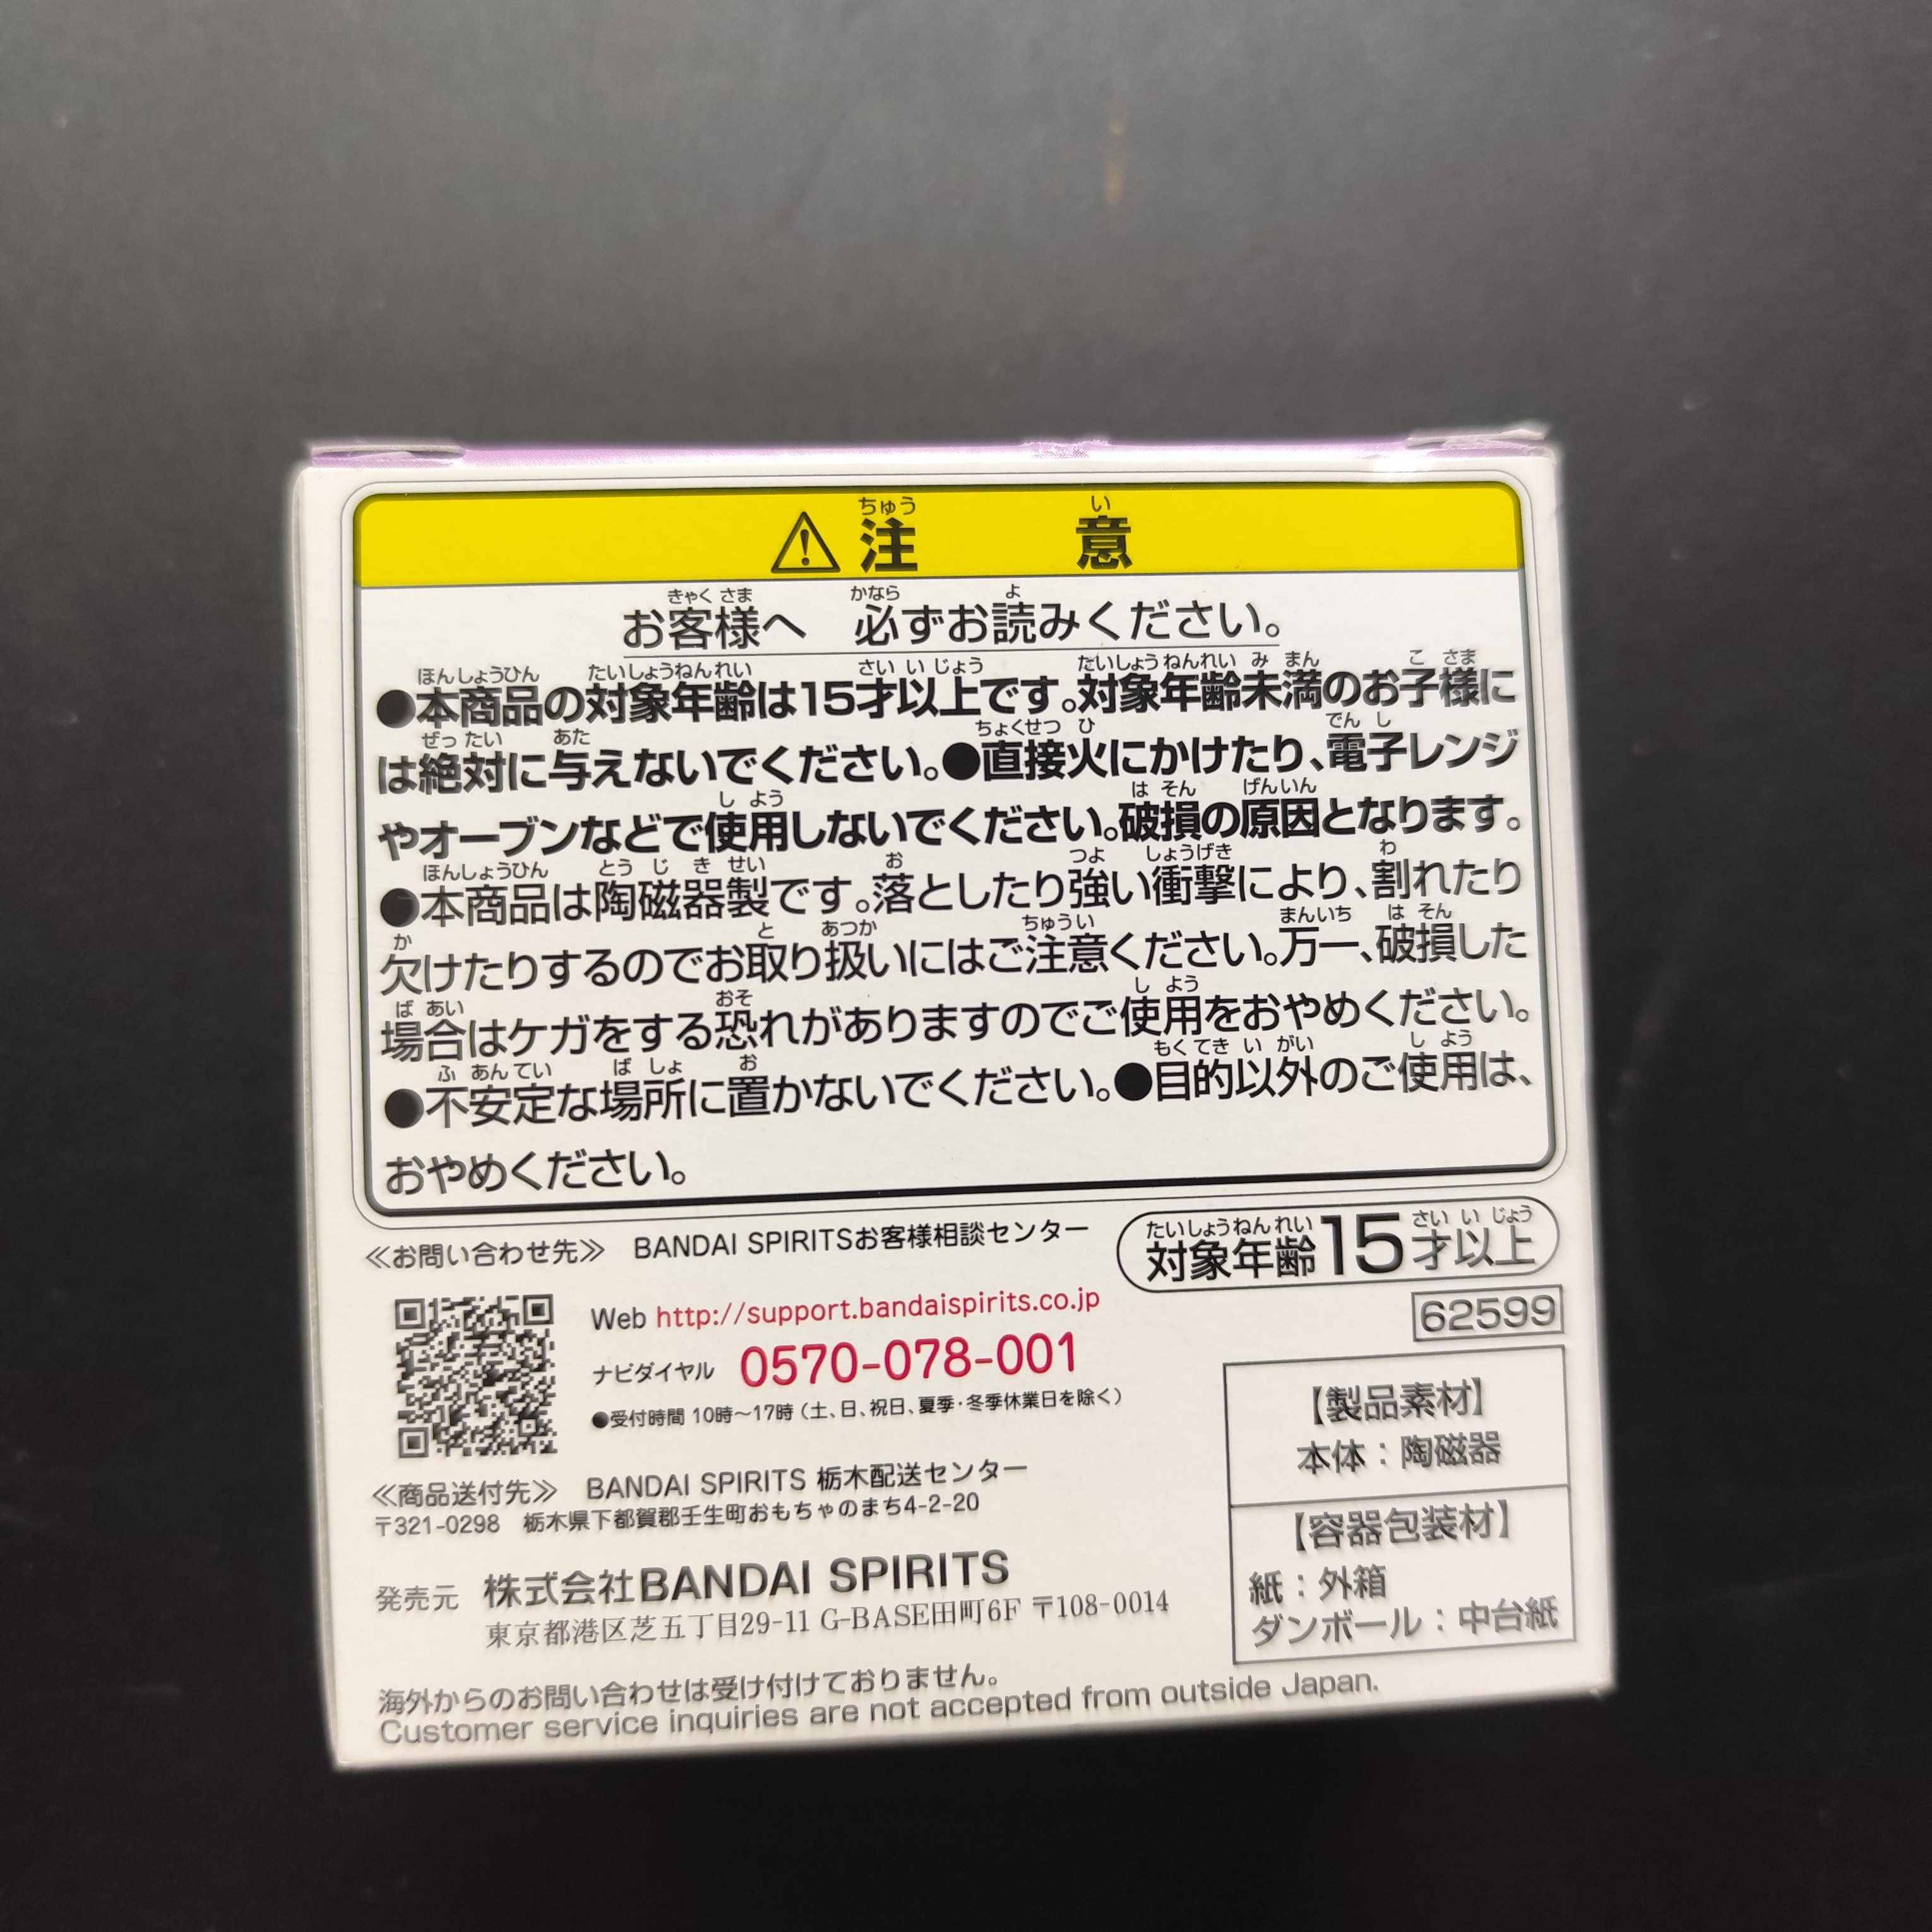 ⚠注意
お客様へ 必ずお読みください。
●本商品の対象年齢は15才以上です。対象年齢未満のお子様に
は絶対に与えないでください。●直接火にかけたり、電子レンジ
やオーブンなどで使用しないでください。破損の原因となります。
●本商品は陶磁器製です。落としたり強い衝撃により、割れたり
欠けたりするのでお取り扱いにはご注意ください。万一、破損した
場合はケガをする恐れがありますのでご使用をおやめください。
●不安定な場所に置かないでください。●目的以外のご使用は、
おやめください。
≪お問い合わせ先≫ BANDAI SPIRITSお客様相談センター
対象年齢15才以上
Web http://support.bandaispirits.co.jp
62599
ナビダイヤル 0570-078-001
●受付時間 10時～17時（土、日、祝日、夏季・冬季休業日を除く）
【製品素材】
本体：陶磁器
≪商品送付先≫ BANDAI SPIRITS 栃木配送センター
〒321-0298 栃木県下都賀郡壬生町おもちゃのまち4-2-20
【容器包装材】
紙：外箱
ダンボール：中台紙
発売元 株式会社BANDAI SPIRITS
東京都港区芝五丁目29-11 G-BASE田町6F 〒108-0014
海外からのお問い合わせは受け付けておりません。
Customer service inquiries are not accepted from outside Japan.